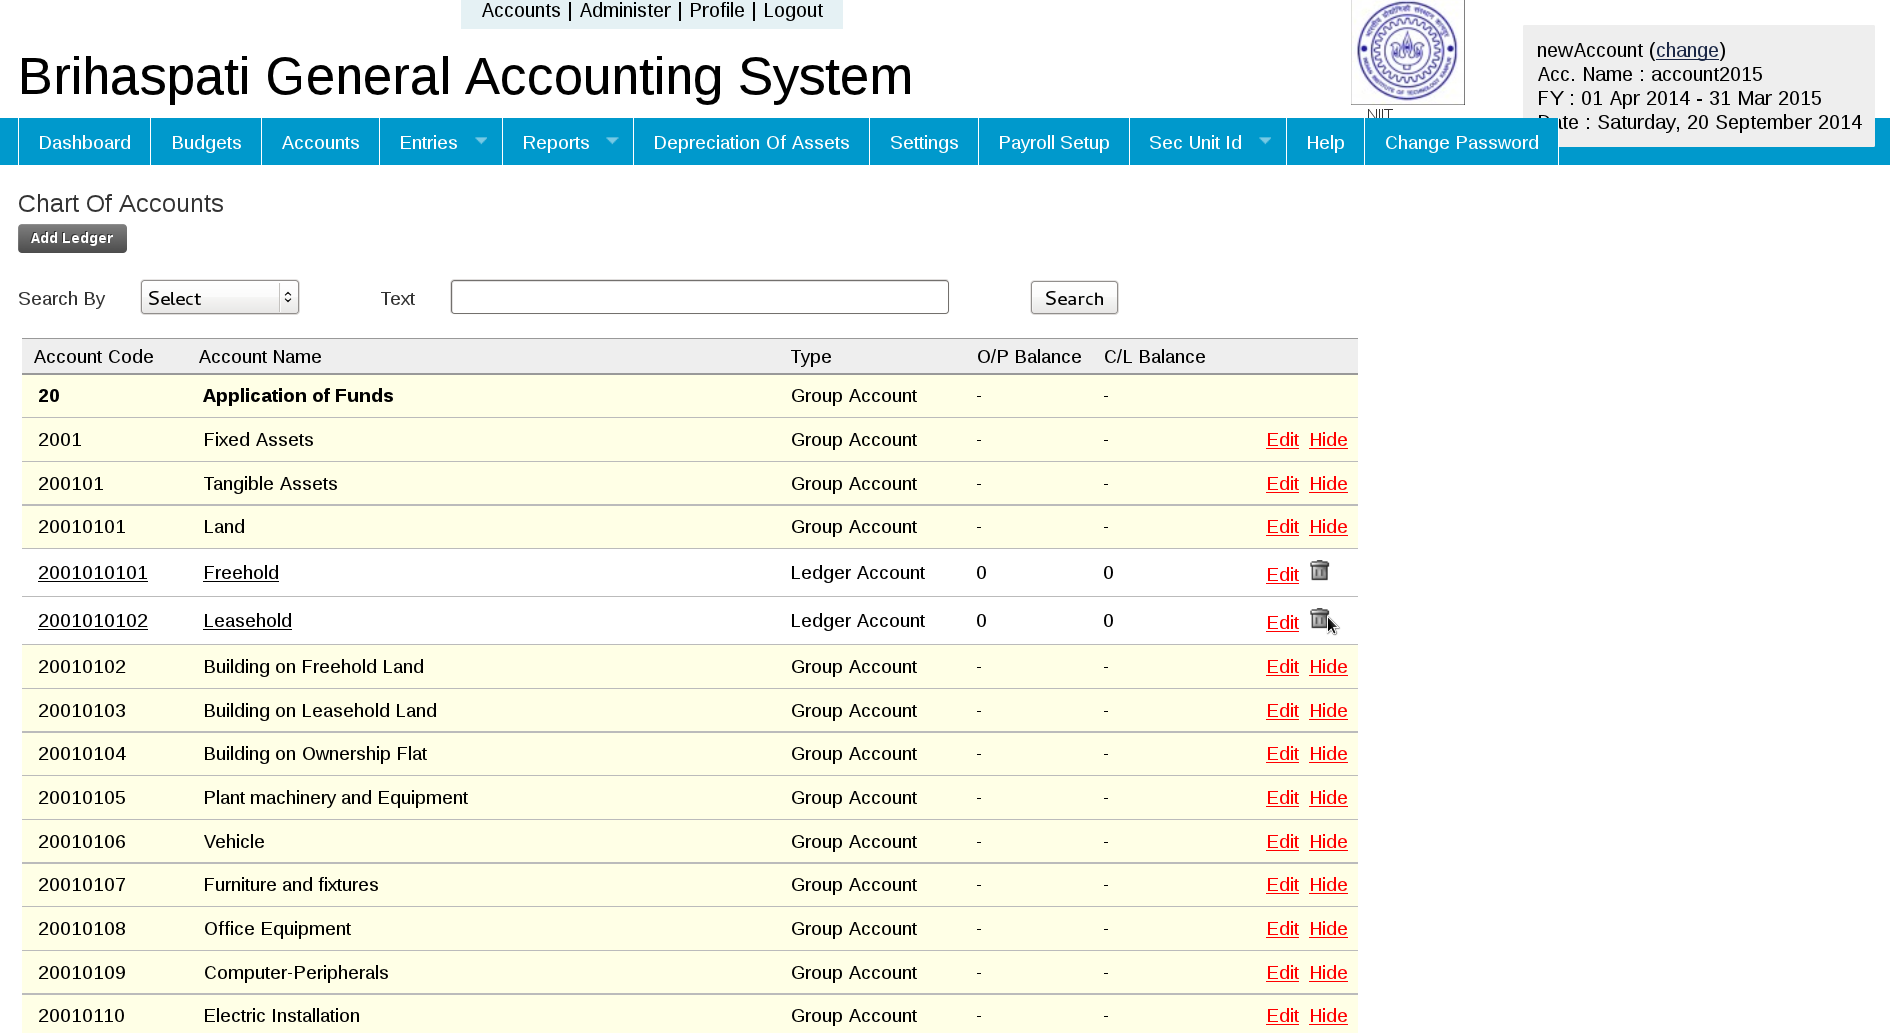 Accounts | Administer | Profile | Logout
Brihaspati General Accounting System
NIIT
newAccount (change)
Acc. Name : account2015
FY : 01 Apr 2014 - 31 Mar 2015
Date : Saturday, 20 September 2014
Dashboard Budgets Accounts Entries Reports Depreciation Of Assets Settings Payroll Setup Sec Unit Id Help Change Password
Chart Of Accounts
Add Ledger
Search By Select Text Search
Account Code Account Name Type O/P Balance C/L Balance
20 Application of Funds Group Account - -
2001 Fixed Assets Group Account - - Edit Hide
200101 Tangible Assets Group Account - - Edit Hide
20010101 Land Group Account - - Edit Hide
2001010101 Freehold Ledger Account 0 0 Edit
2001010102 Leasehold Ledger Account 0 0 Edit
20010102 Building on Freehold Land Group Account - - Edit Hide
20010103 Building on Leasehold Land Group Account - - Edit Hide
20010104 Building on Ownership Flat Group Account - - Edit Hide
20010105 Plant machinery and Equipment Group Account - - Edit Hide
20010106 Vehicle Group Account - - Edit Hide
20010107 Furniture and fixtures Group Account - - Edit Hide
20010108 Office Equipment Group Account - - Edit Hide
20010109 Computer-Peripherals Group Account - - Edit Hide
20010110 Electric Installation Group Account - - Edit Hide